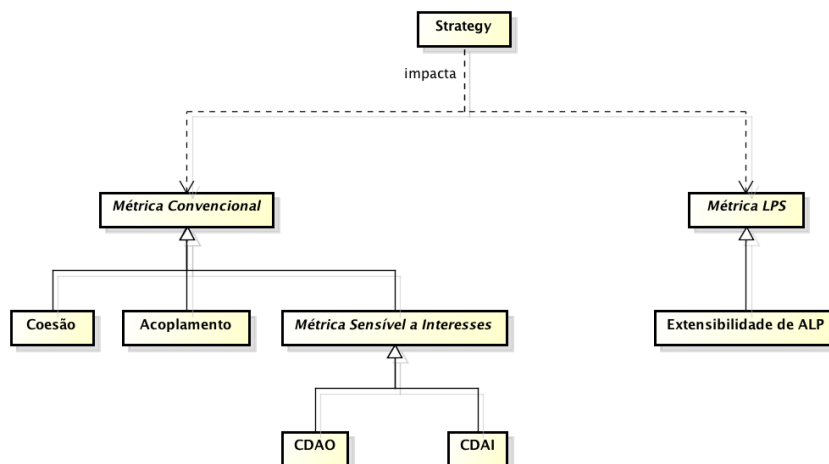 Strategy
impacta
Métrica Convencional
Métrica LPS
Coesão
Acoplamento
Métrica Sensível a Interesses
Extensibilidade de ALP
CDAO
CDAI